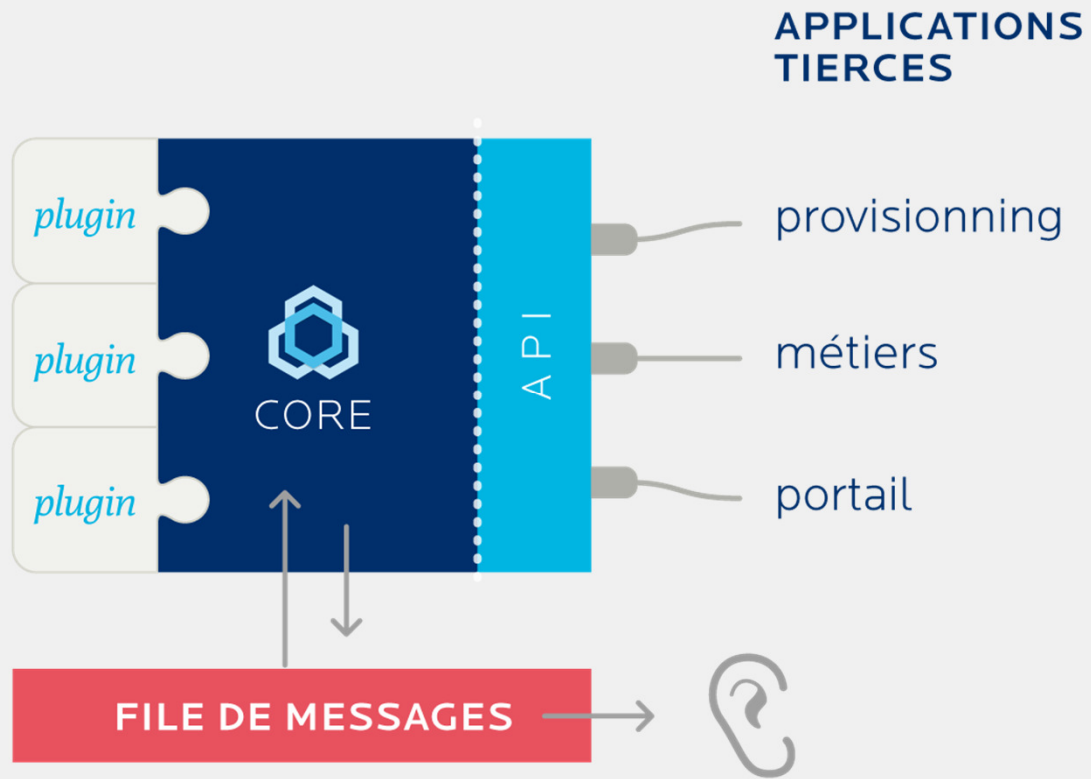 APPLICATIONS
TIERCES
plugin
provisionning
plugin
CORE
API
métiers
plugin
portail
FILE DE MESSAGES